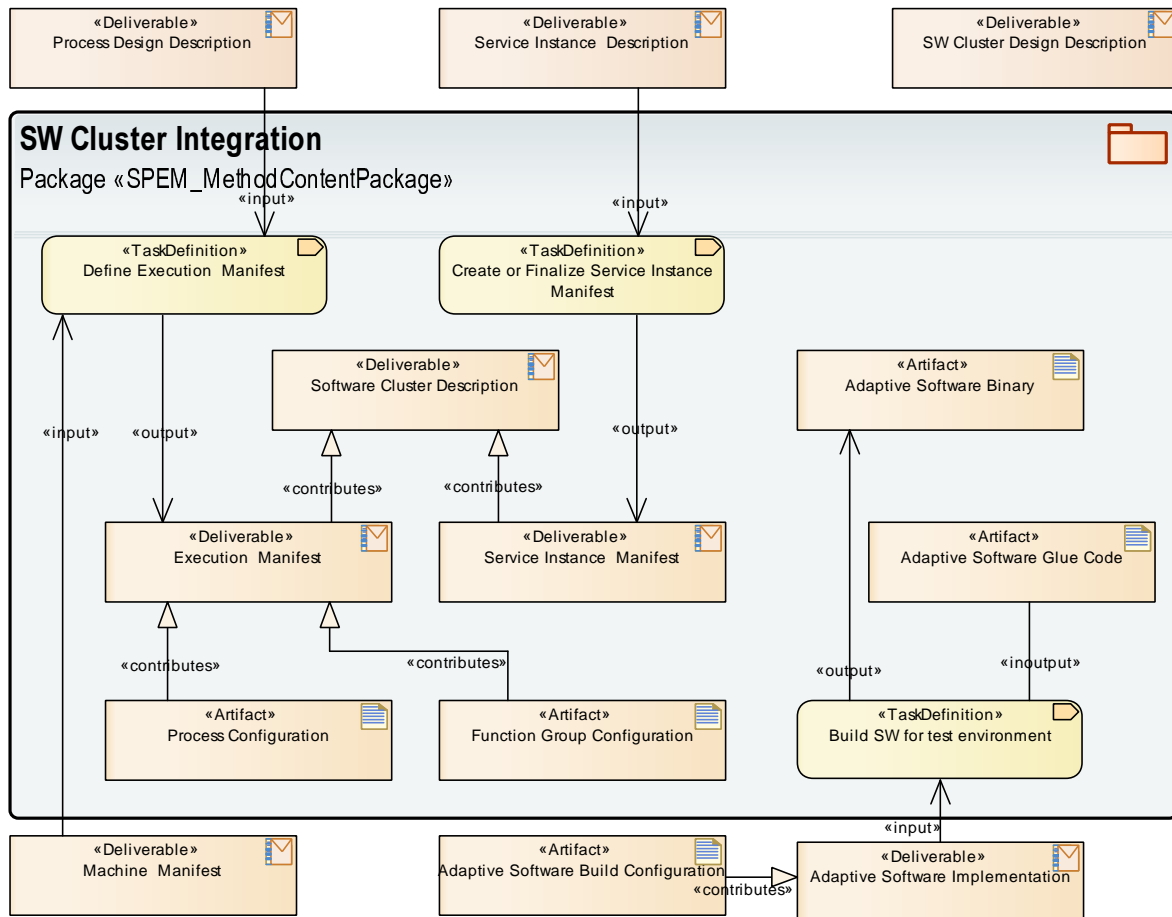 «Deliverable»
Process Design Description
«Deliverable»
Service Instance Description
«Deliverable»
SW Cluster Design Description
SW Cluster Integration
Package «SPEM_MethodContentPackage»
«input»
«input»
«TaskDefinition»
Define Execution Manifest
«TaskDefinition»
Create or Finalize Service Instance
Manifest
«Deliverable»
Software Cluster Description
«Artifact»
Adaptive Software Binary
«input»
«output»
«output»
«contributes»
«contributes»
«Deliverable»
Execution Manifest
«Deliverable»
Service Instance Manifest
«Artifact»
Adaptive Software Glue Code
«contributes»
«contributes»
«output»
«inoutput»
«Artifact»
Process Configuration
«Artifact»
Function Group Configuration
«TaskDefinition»
Build SW for test environment
«input»
«Deliverable»
Machine Manifest
«Artifact»
Adaptive Software Build Configuration
«contributes»
«Deliverable»
Adaptive Software Implementation